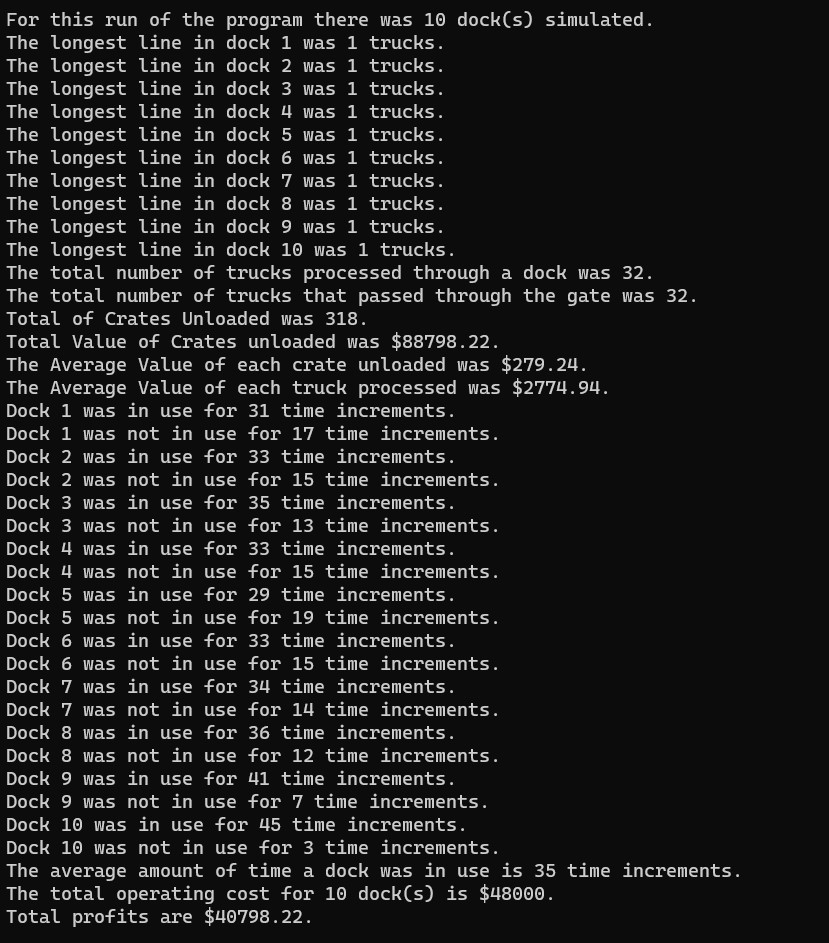 For this run of the program there was 10 dock(s) simulated.
The longest line in dock 1 was 1 trucks.
The longest line in dock 2 was 1 trucks.
The longest line in dock 3 was 1 trucks.
The longest line in dock 4 was 1 trucks.
The longest line in dock 5 was 1 trucks.
The longest line in dock 6 was 1 trucks.
The longest line in dock 7 was 1 trucks.
The longest line in dock 8 was 1 trucks.
The longest line in dock 9 was 1 trucks.
The longest line in dock 10 was 1 trucks.
The total number of trucks processed through a dock was 32.
The total number of trucks that passed through the gate was 32.
Total of Crates Unloaded was 318.
Total Value of Crates unloaded was $88798.22.
The Average Value of each crate unloaded was $279.24.
The Average Value of each truck processed was $2774.94.
Dock 1 was in use for 31 time increments.
Dock 1 was not in use for 17 time increments.
Dock 2 was in use for 33 time increments.
Dock 2 was not in use for 15 time increments.
Dock 3 was in use for 35 time increments.
Dock 3 was not in use for 13 time increments.
Dock 4 was in use for 33 time increments.
Dock 4 was not in use for 15 time increments.
Dock 5 was in use for 29 time increments.
Dock 5 was not in use for 19 time increments.
Dock 6 was in use for 33 time increments.
Dock 6 was not in use for 15 time increments.
Dock 7 was in use for 34 time increments.
Dock 7 was not in use for 14 time increments.
Dock 8 was in use for 36 time increments.
Dock 8 was not in use for 12 time increments.
Dock 9 was in use for 41 time increments.
Dock 9 was not in use for 7 time increments.
Dock 10 was in use for 45 time increments.
Dock 10 was not in use for 3 time increments.
The average amount of time a dock was in use is 35 time increments.
The total operating cost for 10 dock(s) is $48000.
Total profits are $40798.22.